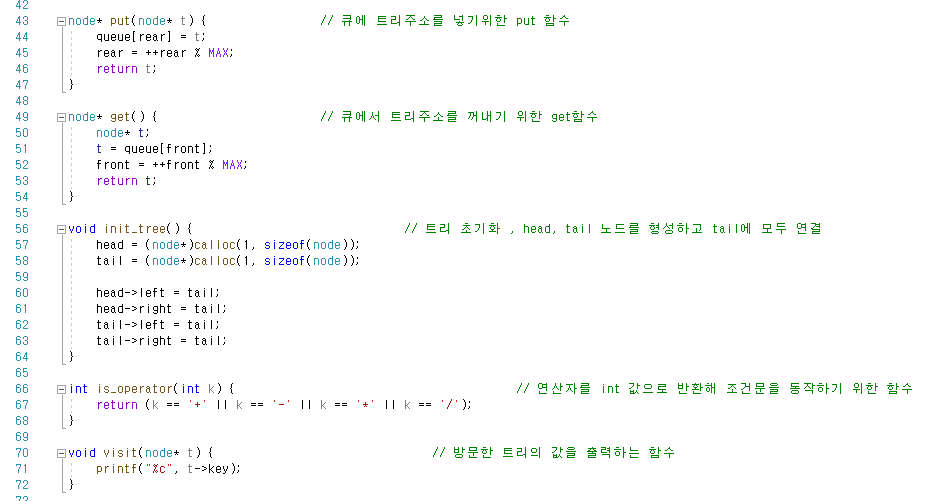 42
43 node* put(node* t) { // 큐에 트리주소를 넣기위한 put 함수
44 queue[rear] = t;
45 rear = ++rear % MAX;
46 return t;
47 }
48
49 node* get() { // 큐에서 트리주소를 꺼내기 위한 get함수
50 node* t;
51 t = queue[front];
52 front = ++front % MAX;
53 return t;
54 }
55
56 void init_tree() { // 트리 초기화 , head, tail 노드를 형성하고 tail에 모두 연결
57 head = (node*)calloc(1, sizeof(node));
58 tail = (node*)calloc(1, sizeof(node));
59
60 head->left = tail;
61 head->right = tail;
62 tail->left = tail;
63 tail->right = tail;
64 }
65
66 int is_operator(int k) { // 연산자를 int 값으로 반환해 조건문을 동작하기 위한 함수
67 return (k == '+' || k == '-' || k == '*' || k == '/');
68 }
69
70 void visit(node* t) { // 방문한 트리의 값을 출력하는 함수
71 printf("%c", t->key);
72 }
73